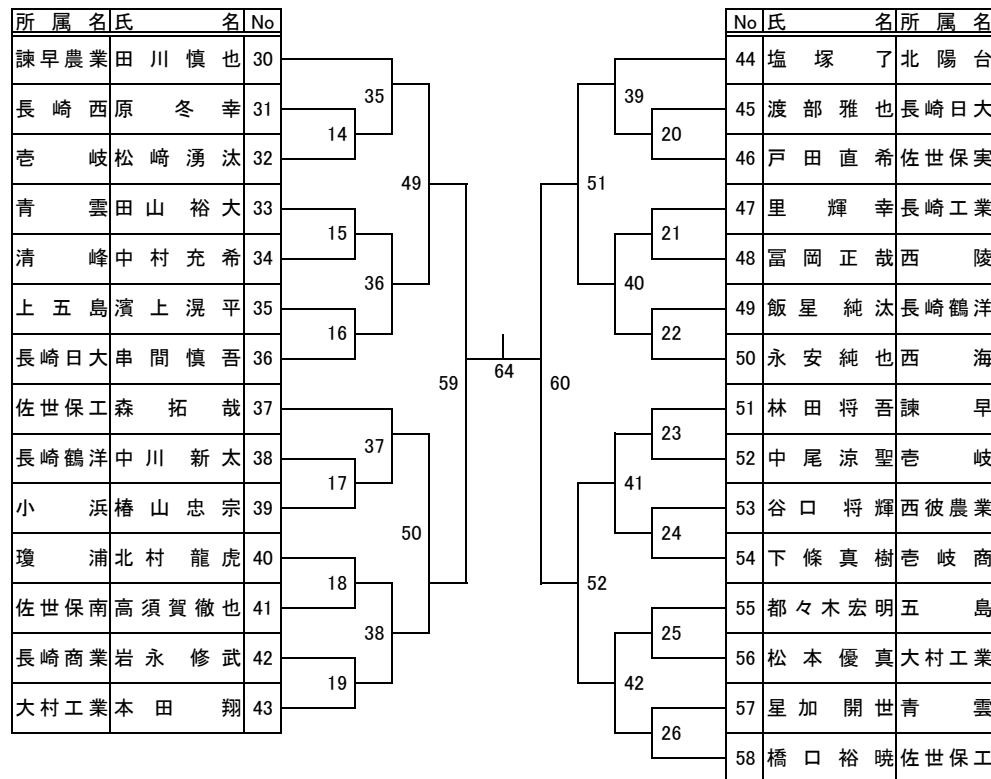 所属名 氏名 No
諫早農業 田川慎也 30
長崎西 原冬幸 31
壱岐 松﨑湧汰 32
青雲 田山裕大 33
清峰 中村充希 34
上五島 濱上滉平 35
長崎日大 串間慎吾 36
佐世保工 森拓哉 37
長崎鶴洋 中川新太 38
小浜 椿山忠宗 39
瓊浦 北村龍虎 40
佐世保南 高須賀徹也 41
長崎商業 岩永修武 42
大村工業 本田翔 43
35
14
49
15
36
16
59
37
17
50
18
38
19
64
60
39
20
51
21
40
22
23
41
24
52
25
42
26
No 氏名 所属名
44 塩塚了 北陽台
45 渡部雅也 長崎日大
46 戸田直希 佐世保実
47 里輝幸 長崎工業
48 冨岡正哉 西陵
49 飯星純汰 長崎鶴洋
50 永安純也 西海
51 林田将吾 諫早
52 中尾涼聖 壱岐
53 谷口将輝 西彼農業
54 下條真樹 壱岐商
55 都々木宏明 五島
56 松本優真 大村工業
57 星加開世 青雲
58 橋口裕暁 佐世保工